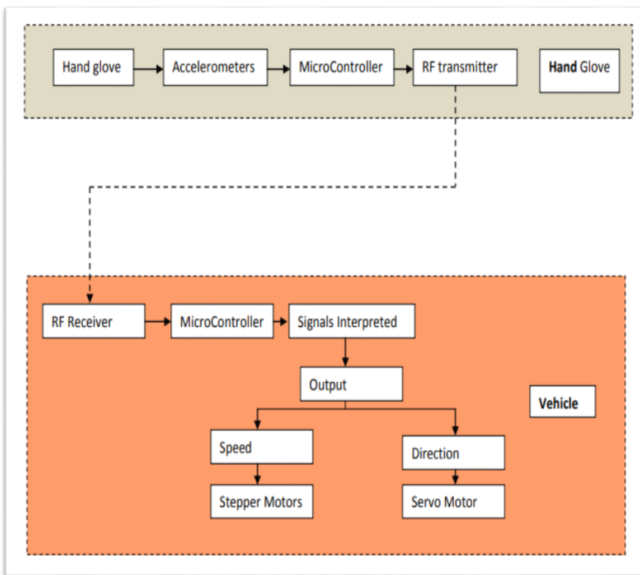 Hand glove
Accelerometers
MicroController
RF transmitter
Hand Glove
RF Receiver
MicroController
Signals Interpreted
Output
Vehicle
Speed
Direction
Stepper Motors
Servo Motor